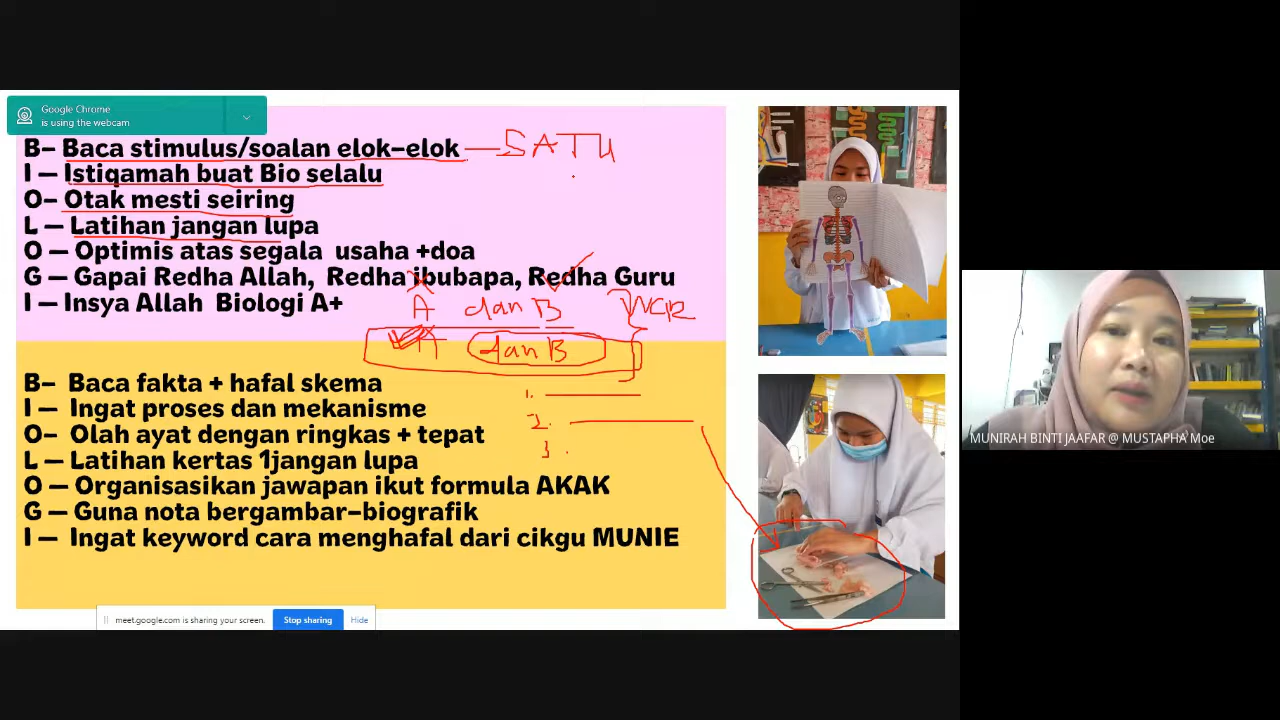 Google Chrome
is using the webcam
B– Baca stimulus/soalan elok–elok — SATU
I – Istiqamah buat Bio selalu
O– Otak mesti seiring
L – Latihan jangan lupa
O – Optimis atas segala usaha +doa
G – Gapai Redha Allah, Redha ibubapa, Redha Guru
I – Insya Allah Biologi A+
A dan B
A dan B
B– Baca fakta + hafal skema
1.
I – Ingat proses dan mekanisme
2.
O– Olah ayat dengan ringkas + tepat
3.
L – Latihan kertas 1jangan lupa
O – Organisasikan jawapan ikut formula AKAK
G – Guna nota bergambar–biografik
I – Ingat keyword cara menghafal dari cikgu MUNIE
meet.google.com is sharing your screen. Stop sharing Hide
MUNIRAH BINTI JAAFAR @ MUSTAPHA Moe